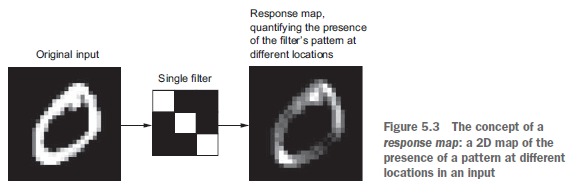 Original input
Single filter
Response map,
quantifying the presence
of the filter's pattern at
different locations
Figure 5.3 The concept of a
response map: a 2D map of the
presence of a pattern at different
locations in an input